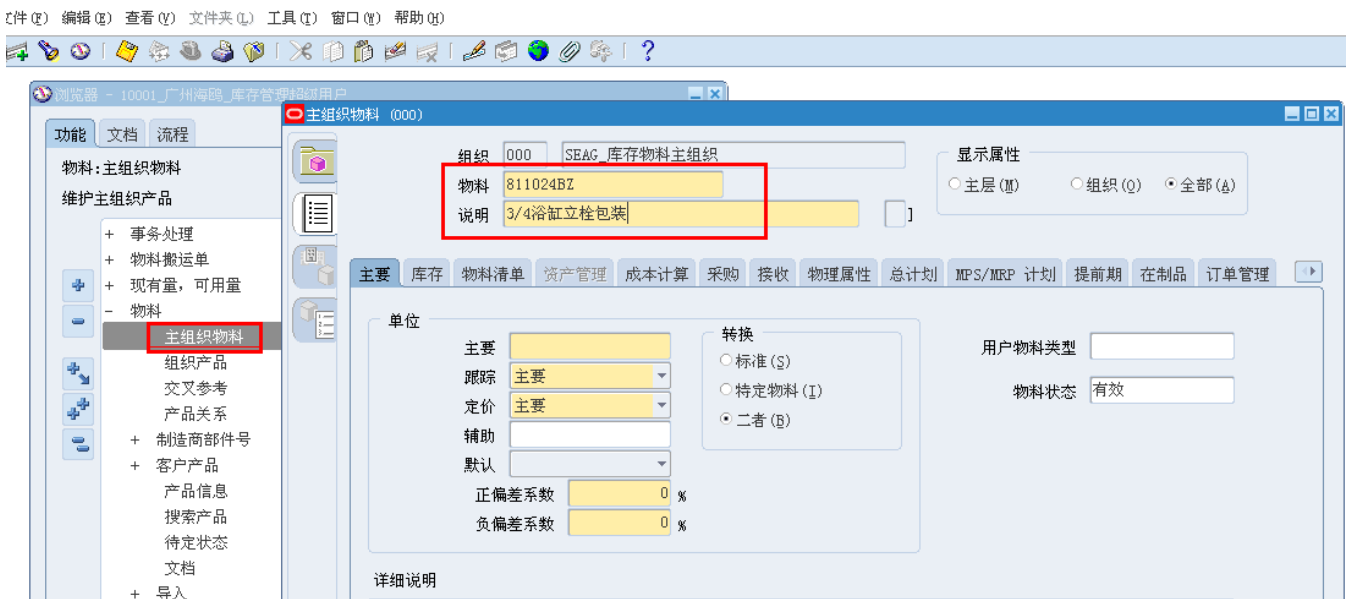 文件(F) 编辑(E) 查看(V) 文件夹(L) 工具(T) 窗口(W) 帮助(H)
浏览器 - 10001_广州海鸥_库存管理超级用户
功能 文档 流程
物料:主组织物料
维护主组织产品
+ 事务处理
+ 物料搬运单
+ 现有量, 可用量
- 物料
主组织物料
组织产品
交叉参考
产品关系
+ 制造商部件号
+ 客户产品
产品信息
搜索产品
待定状态
文档
+ 导入
主组织物料 (000)
组织 000 SEAG_库存物料主组织
物料 811024BZ
说明 3/4浴缸立栓包装 [ ]
显示属性
主层(M) 组织(O) 全部(A)
主要 库存 物料清单 资产管理 成本计算 采购 接收 物理属性 总计划 MPS/MRP 计划 提前期 在制品 订单管理
单位
主要
跟踪 主要
定价 主要
辅助
默认
正偏差系数 0 %
负偏差系数 0 %
转换
标准(S)
特定物料(I)
二者(B)
用户物料类型
物料状态 有效
详细说明